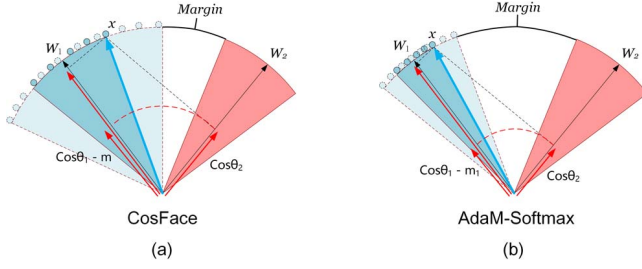 Margin
x
W₁
W₂
Cosθ₁ - m
Cosθ₂
CosFace
(a)
Margin
x
W₁
W₂
Cosθ₁ - m₁
Cosθ₂
AdaM-Softmax
(b)